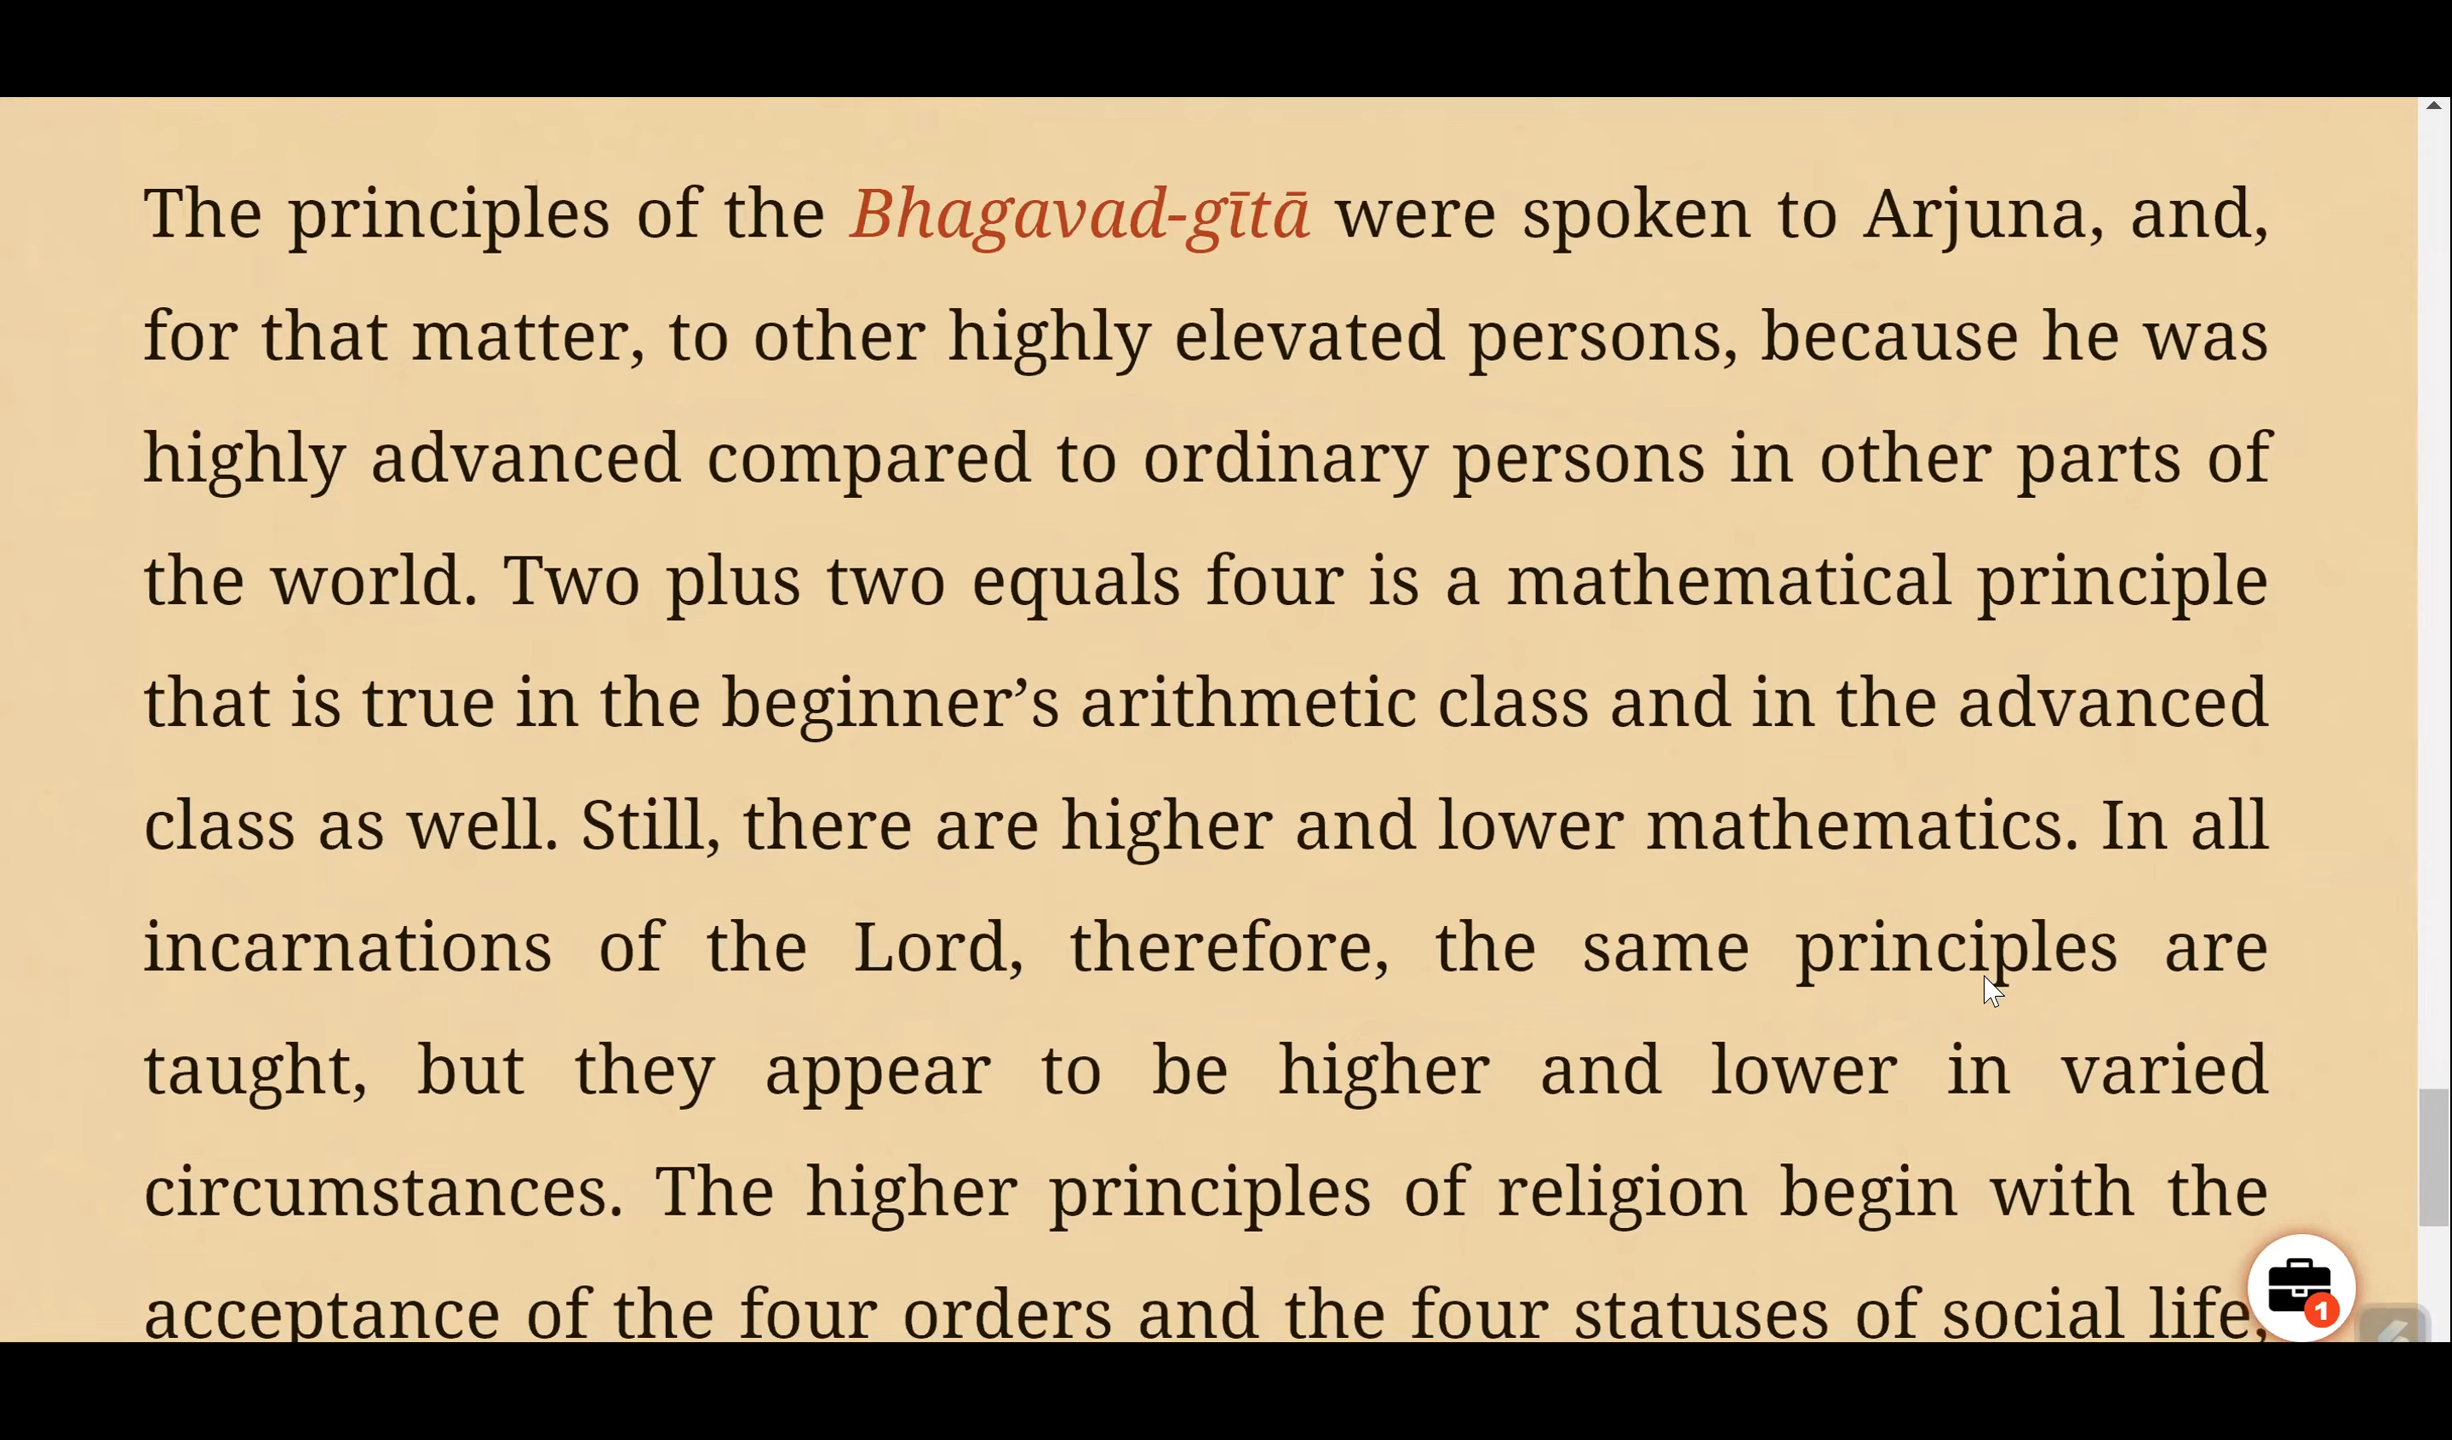 The principles of the Bhagavad-gītā were spoken to Arjuna, and,
for that matter, to other highly elevated persons, because he was
highly advanced compared to ordinary persons in other parts of
the world. Two plus two equals four is a mathematical principle
that is true in the beginner’s arithmetic class and in the advanced
class as well. Still, there are higher and lower mathematics. In all
incarnations of the Lord, therefore, the same principles are
taught, but they appear to be higher and lower in varied
circumstances. The higher principles of religion begin with the
acceptance of the four orders and the four statuses of social life,
1